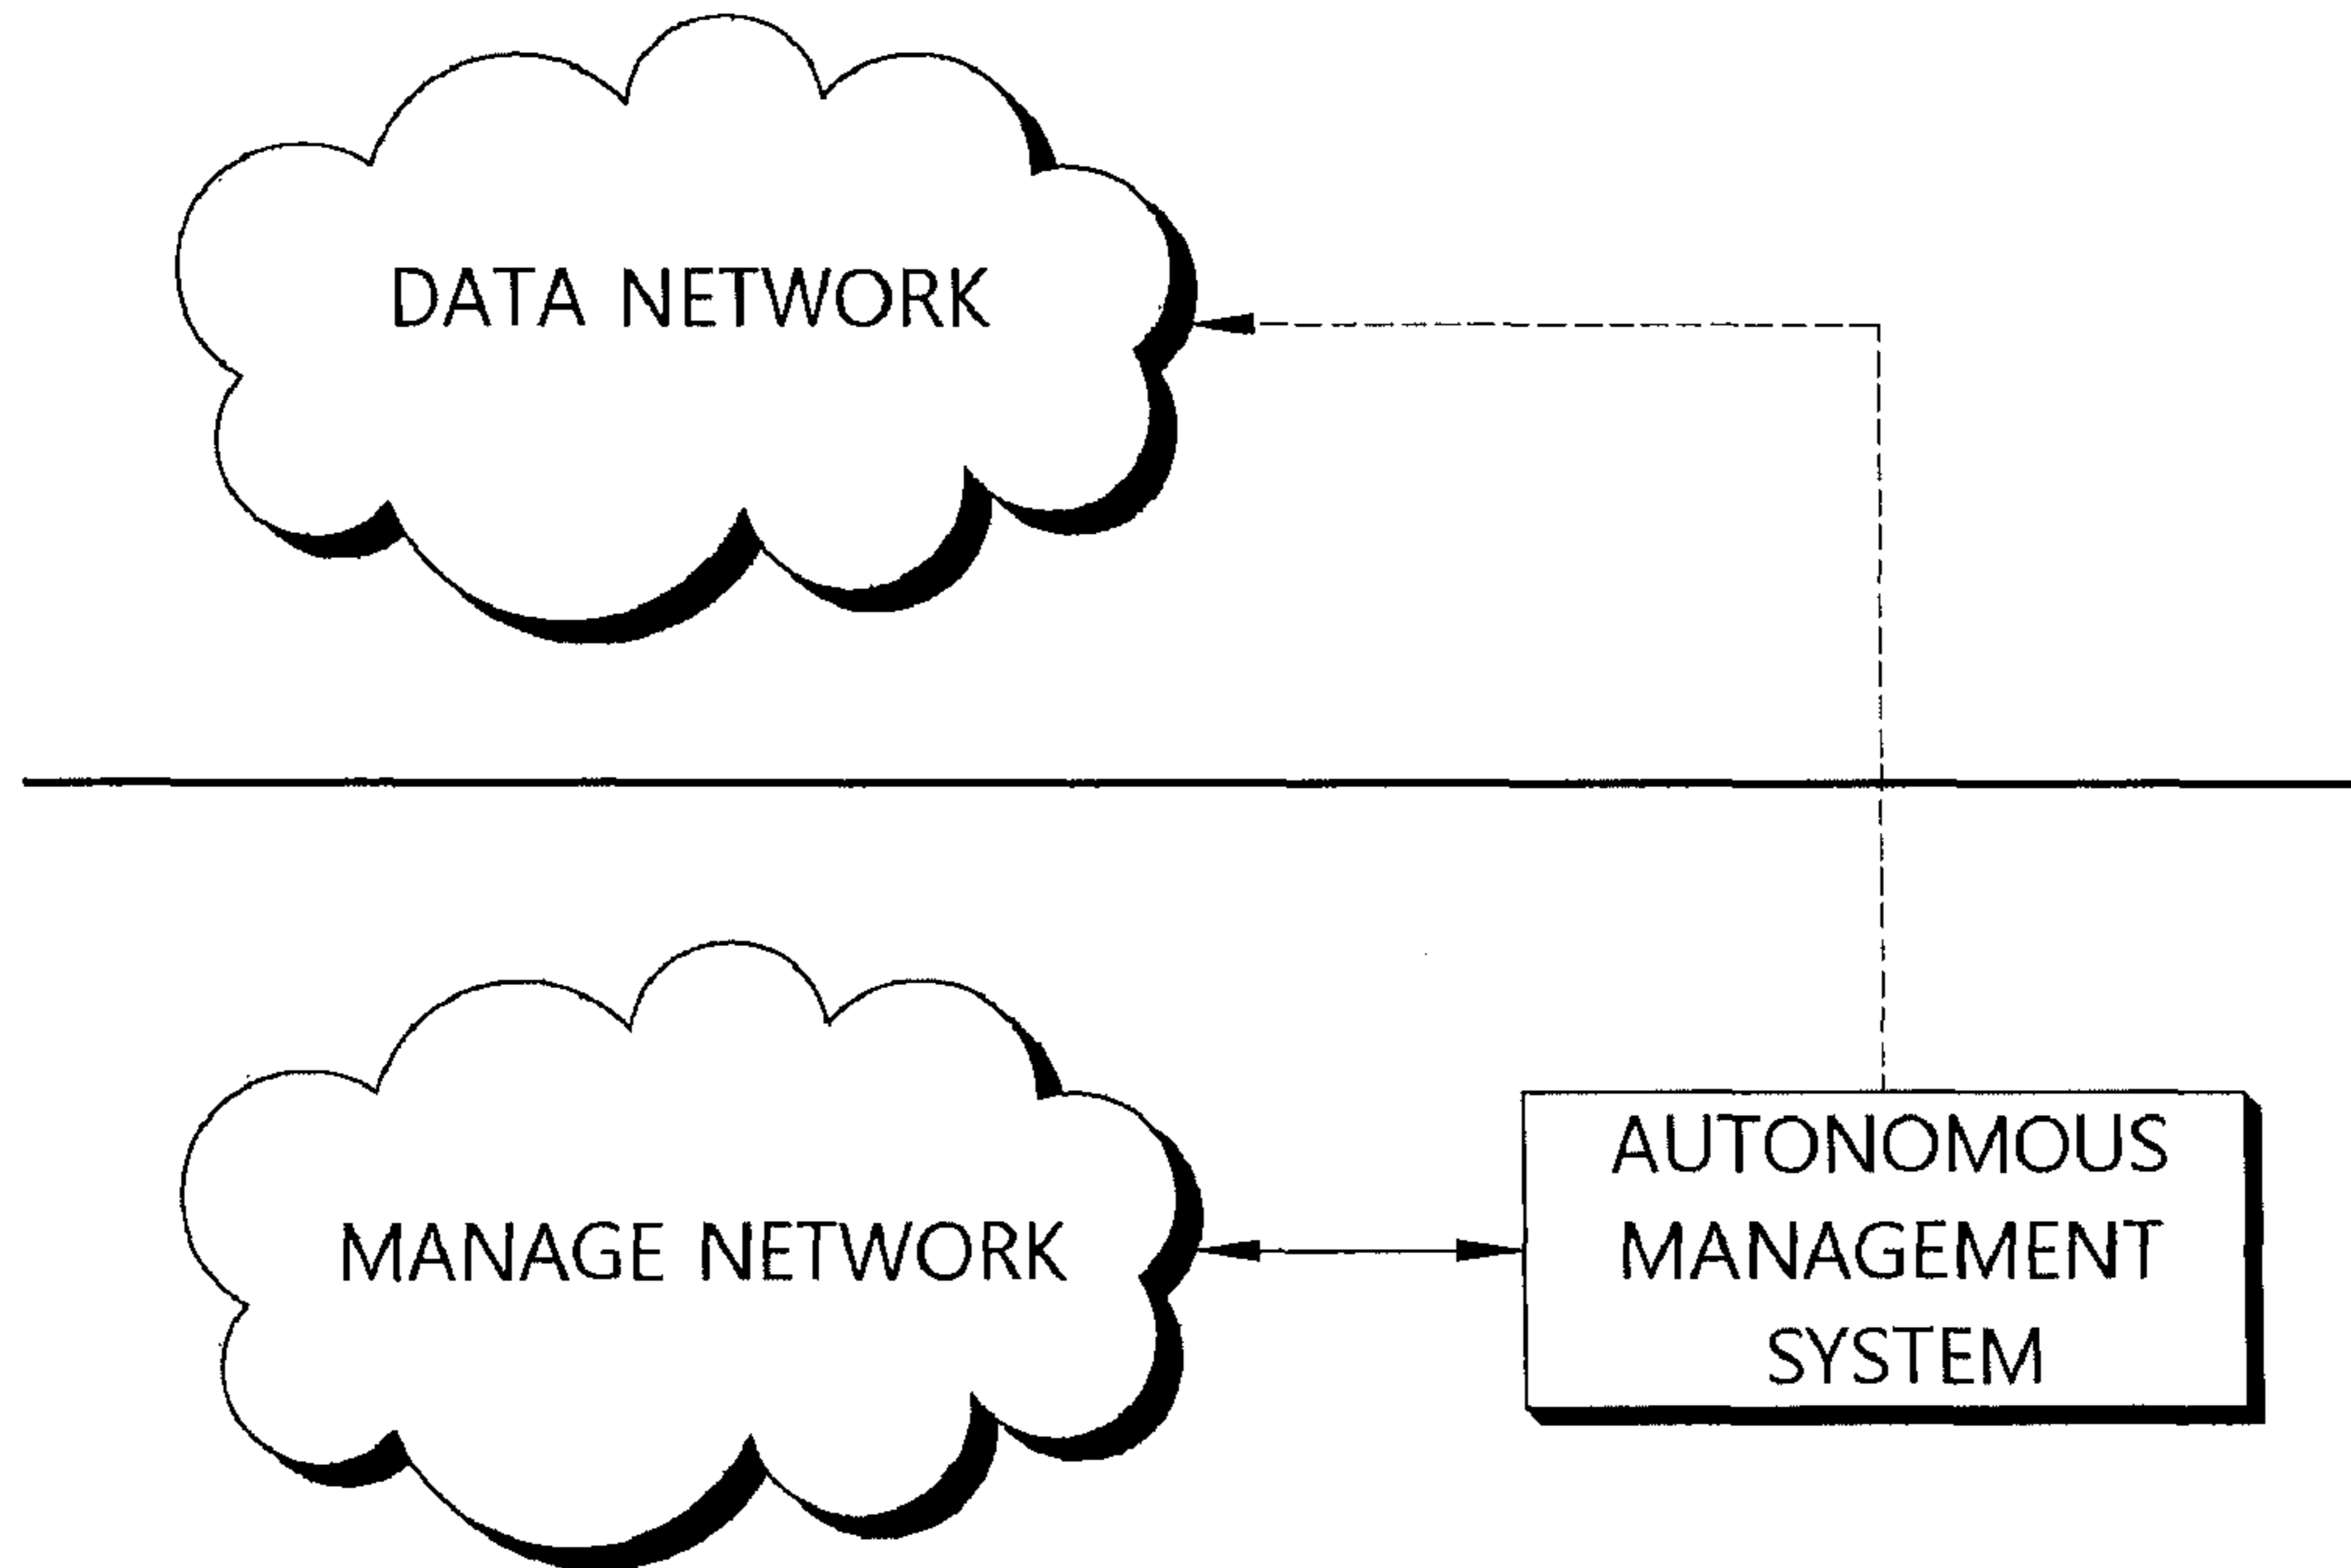 DATA NETWORK
MANAGE NETWORK
AUTONOMOUS
MANAGEMENT
SYSTEM